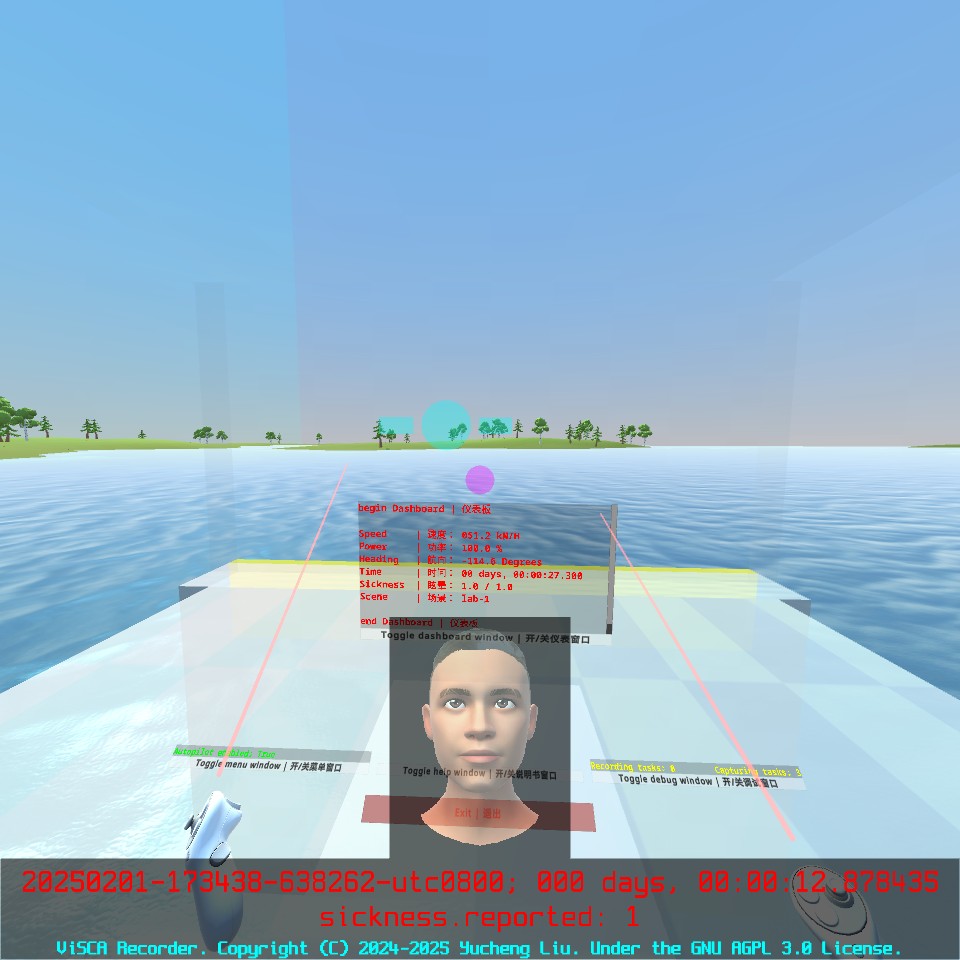 begin Dashboard | 仪表板
Speed | 速度: 051.2 kN/H
Power | 功率: 100.0 %
Heading | 航向: -114.6 Degrees
Time | 时间: 00 days, 00:00:27.300
Sickness | 眩晕: 1.0 / 1.0
Scene | 场景: lab-1
end Dashboard | 仪表板
Toggle dashboard window | 开/关仪表窗口
Autopilot enabled: True
Toggle menu window | 开/关菜单窗口
Toggle help window | 开/关说明书窗口
Recording tasks: 0 Capturing tasks: 3
Toggle debug window | 开/关调试窗口
Exit | 退出
20250201-173438-638262-utc0800; 000 days, 00:00:12.878435
sickness.reported: 1
ViSCA Recorder. Copyright (C) 2024-2025 Yucheng Liu. Under the GNU AGPL 3.0 License.